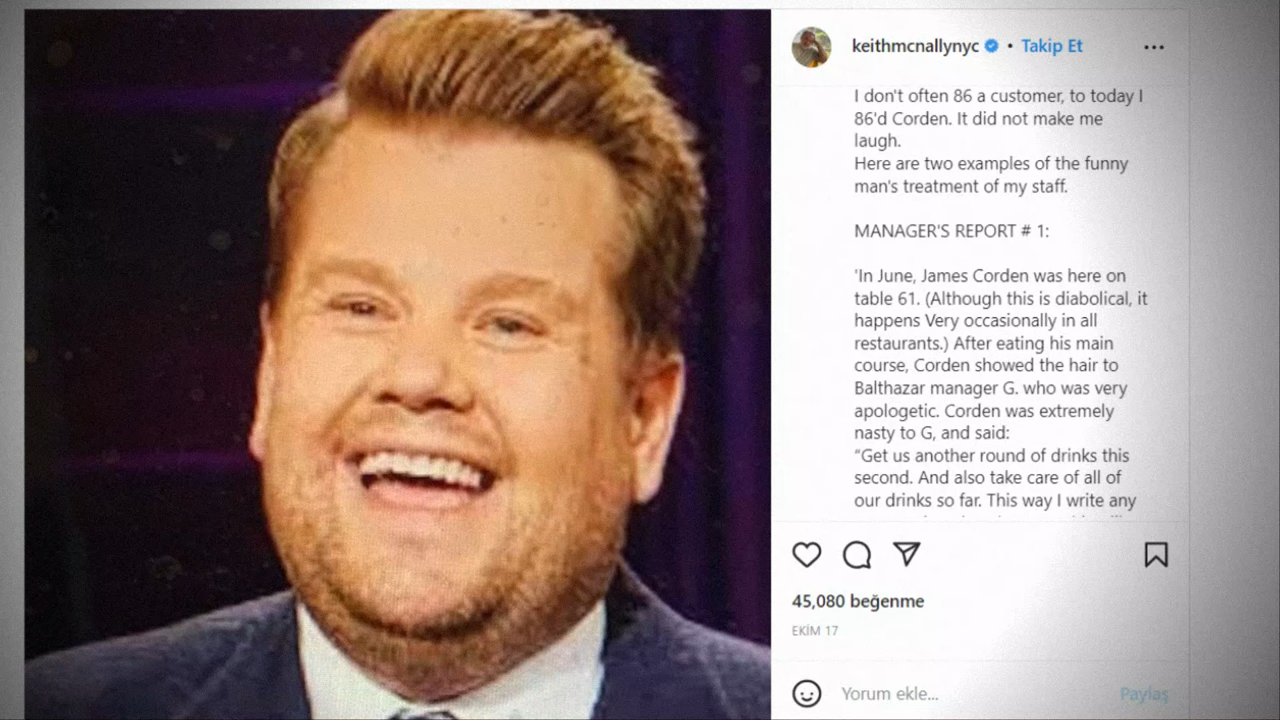 keithmcnallynyc • Takip Et
I don't often 86 a customer, to today I
86'd Corden. It did not make me
laugh.
Here are two examples of the funny
man's treatment of my staff.
MANAGER'S REPORT # 1:
'In June, James Corden was here on
table 61. (Although this is diabolical, it
happens Very occasionally in all
restaurants.) After eating his main
course, Corden showed the hair to
Balthazar manager G. who was very
apologetic. Corden was extremely
nasty to G, and said:
“Get us another round of drinks this
second. And also take care of all of
our drinks so far. This way I write any
45,080 beğenme
EKİM 17
Yorum ekle...
Paylaş